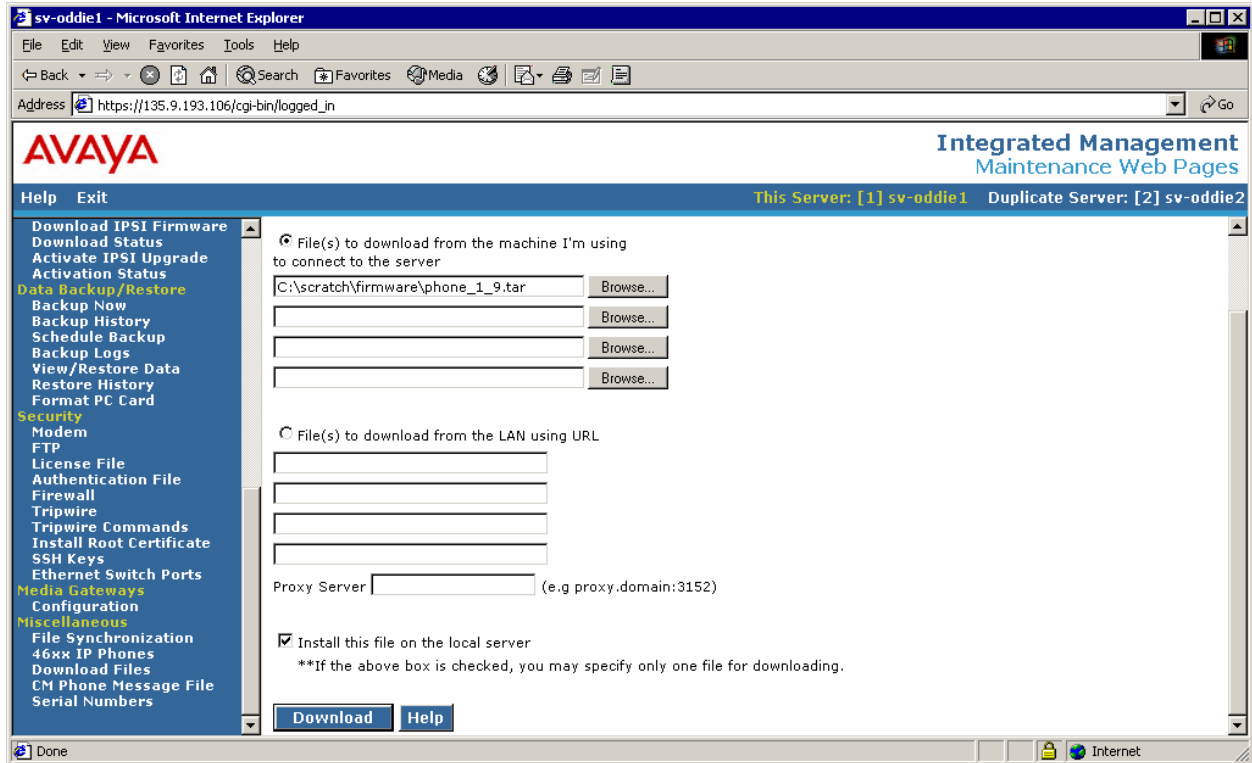 sv-oddie1 - Microsoft Internet Explorer
File Edit View Favorites Tools Help
Back Search Favorites Media
Address https://135.9.193.106/cgi-bin/logged_in Go
AVAYA
Integrated Management
Maintenance Web Pages
Help Exit This Server: [1] sv-oddie1 Duplicate Server: [2] sv-oddie2
Download IPSI Firmware
Download Status
Activate IPSI Upgrade
Activation Status
Data Backup/Restore
Backup Now
Backup History
Schedule Backup
Backup Logs
View/Restore Data
Restore History
Format PC Card
Security
Modem
FTP
License File
Authentication File
Firewall
Tripwire
Tripwire Commands
Install Root Certificate
SSH Keys
Ethernet Switch Ports
Media Gateways
Configuration
Miscellaneous
File Synchronization
46xx IP Phones
Download Files
CM Phone Message File
Serial Numbers
File(s) to download from the machine I'm using
to connect to the server
C:\scratch\firmware\phone_1_9.tar Browse...
Browse...
Browse...
Browse...
File(s) to download from the LAN using URL
Proxy Server (e.g proxy.domain:3152)
Install this file on the local server
**If the above box is checked, you may specify only one file for downloading.
Download Help
Done Internet